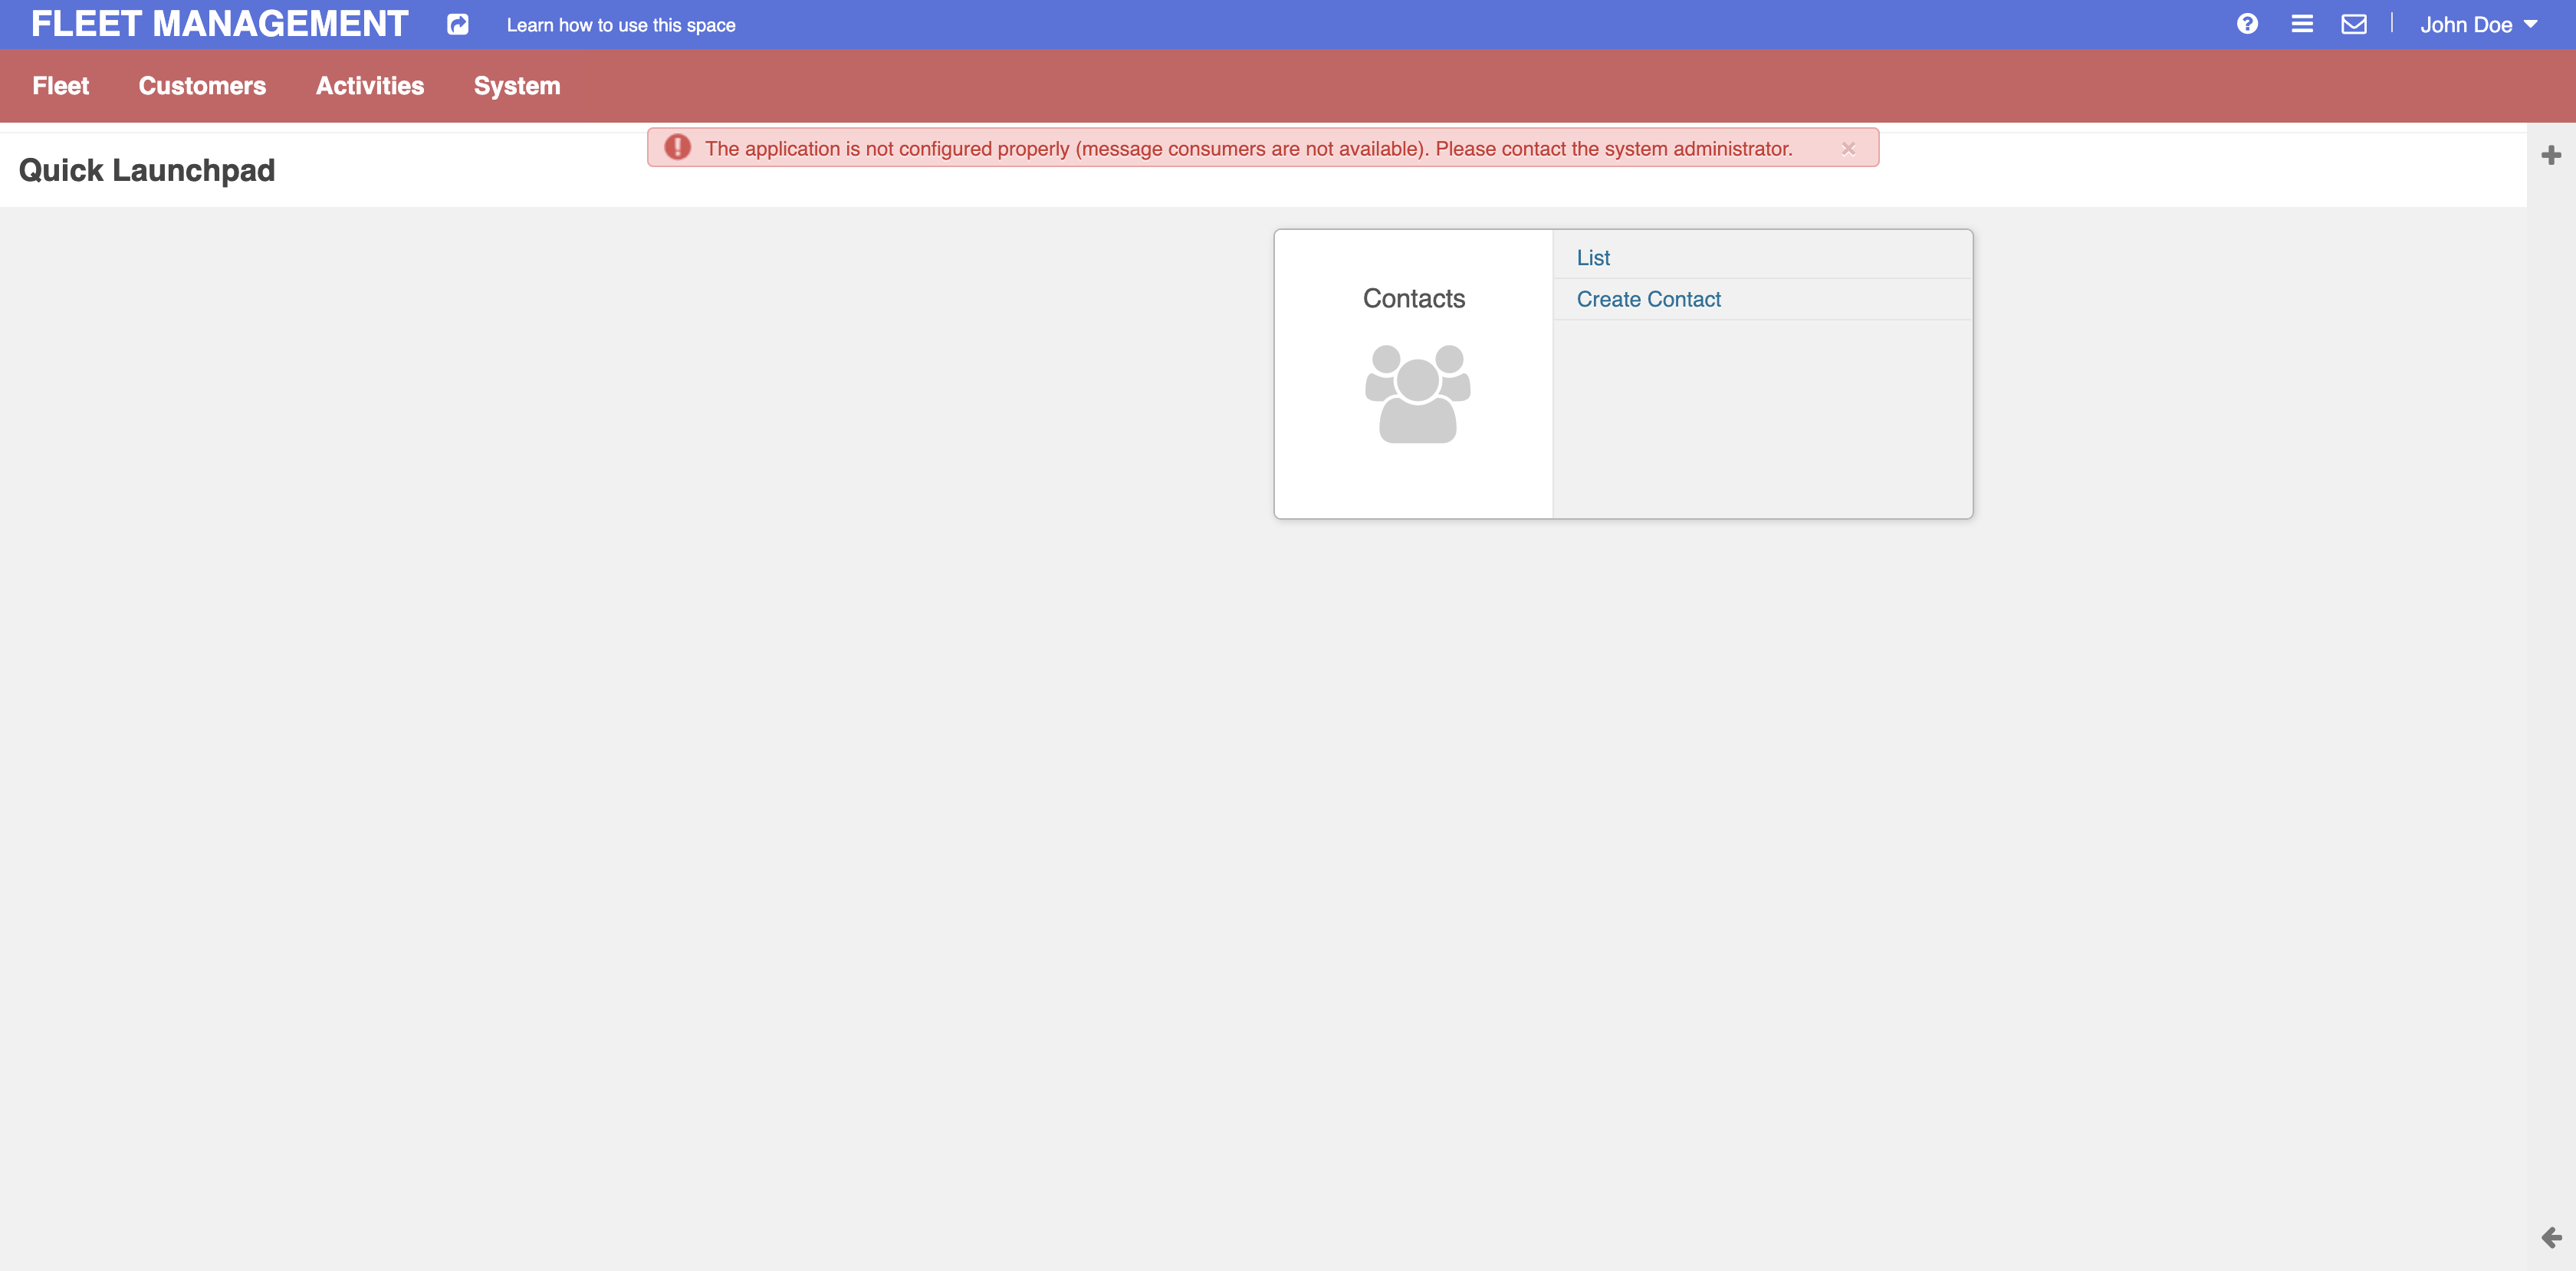 FLEET MANAGEMENT Learn how to use this space John Doe
Fleet Customers Activities System
The application is not configured properly (message consumers are not available). Please contact the system administrator.
Quick Launchpad
Contacts
List
Create Contact